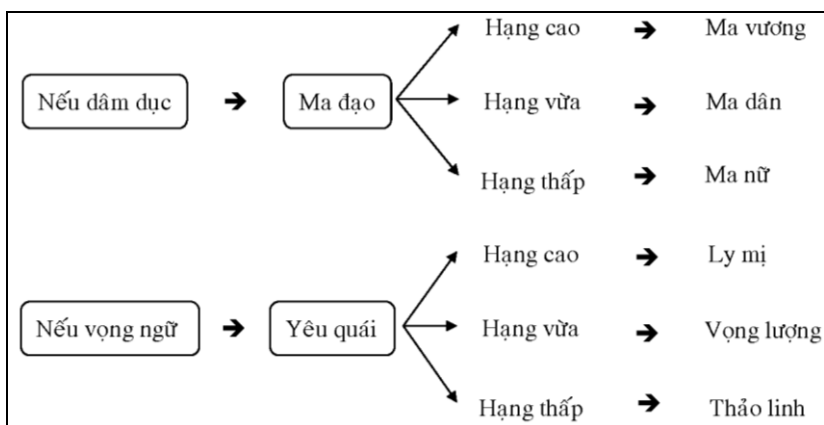 Hạng cao ➔ Ma vương
Nếu dâm dục ➔ Ma đạo Hạng vừa ➔ Ma dân
Hạng thấp ➔ Ma nữ
Hạng cao ➔ Ly mị
Nếu vọng ngữ ➔ Yêu quái Hạng vừa ➔ Vọng lượng
Hạng thấp ➔ Thảo linh